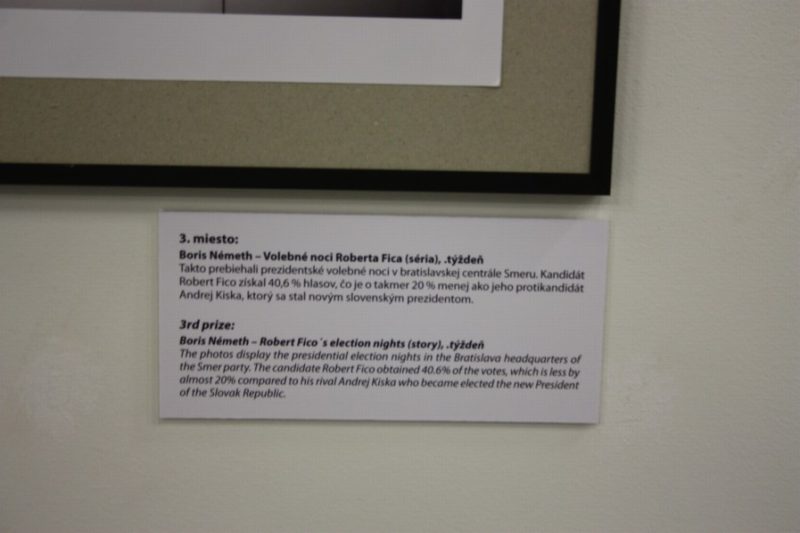 3. miesto:
Boris Németh – Volebné noci Roberta Fica (séria), .týždeň
Takto prebiehali prezidentské volebné noci v bratislavskej centrále Smeru. Kandidát
Robert Fico získal 40,6 % hlasov, čo je o takmer 20 % menej ako jeho protikandidát
Andrej Kiska, ktorý sa stal novým slovenským prezidentom.
3rd prize:
Boris Németh – Robert Fico´s election nights (story), .týždeň
The photos display the presidential election nights in the Bratislava headquarters of
the Smer party. The candidate Robert Fico obtained 40.6% of the votes, which is less by
almost 20% compared to his rival Andrej Kiska who became elected the new President
of the Slovak Republic.